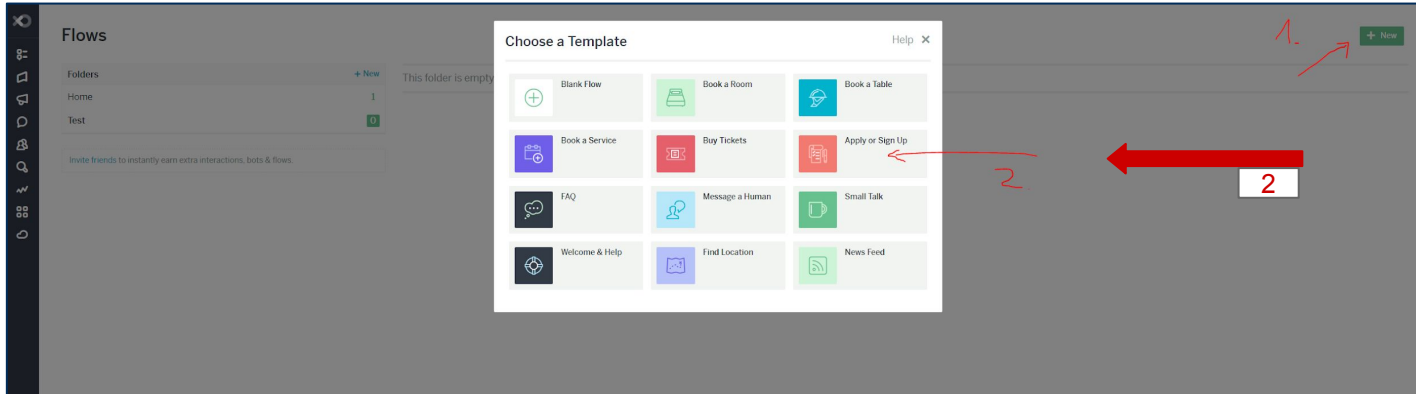 Flows
Choose a Template
Help
1.
+ New
Folders
+ New
This folder is empty
Home
1
Test
0
Invite friends to instantly earn extra interactions, bots & flows.
Blank Flow
Book a Room
Book a Table
Book a Service
Buy Tickets
Apply or Sign Up
2.
2
FAQ
Message a Human
Small Talk
Welcome & Help
Find Location
News Feed